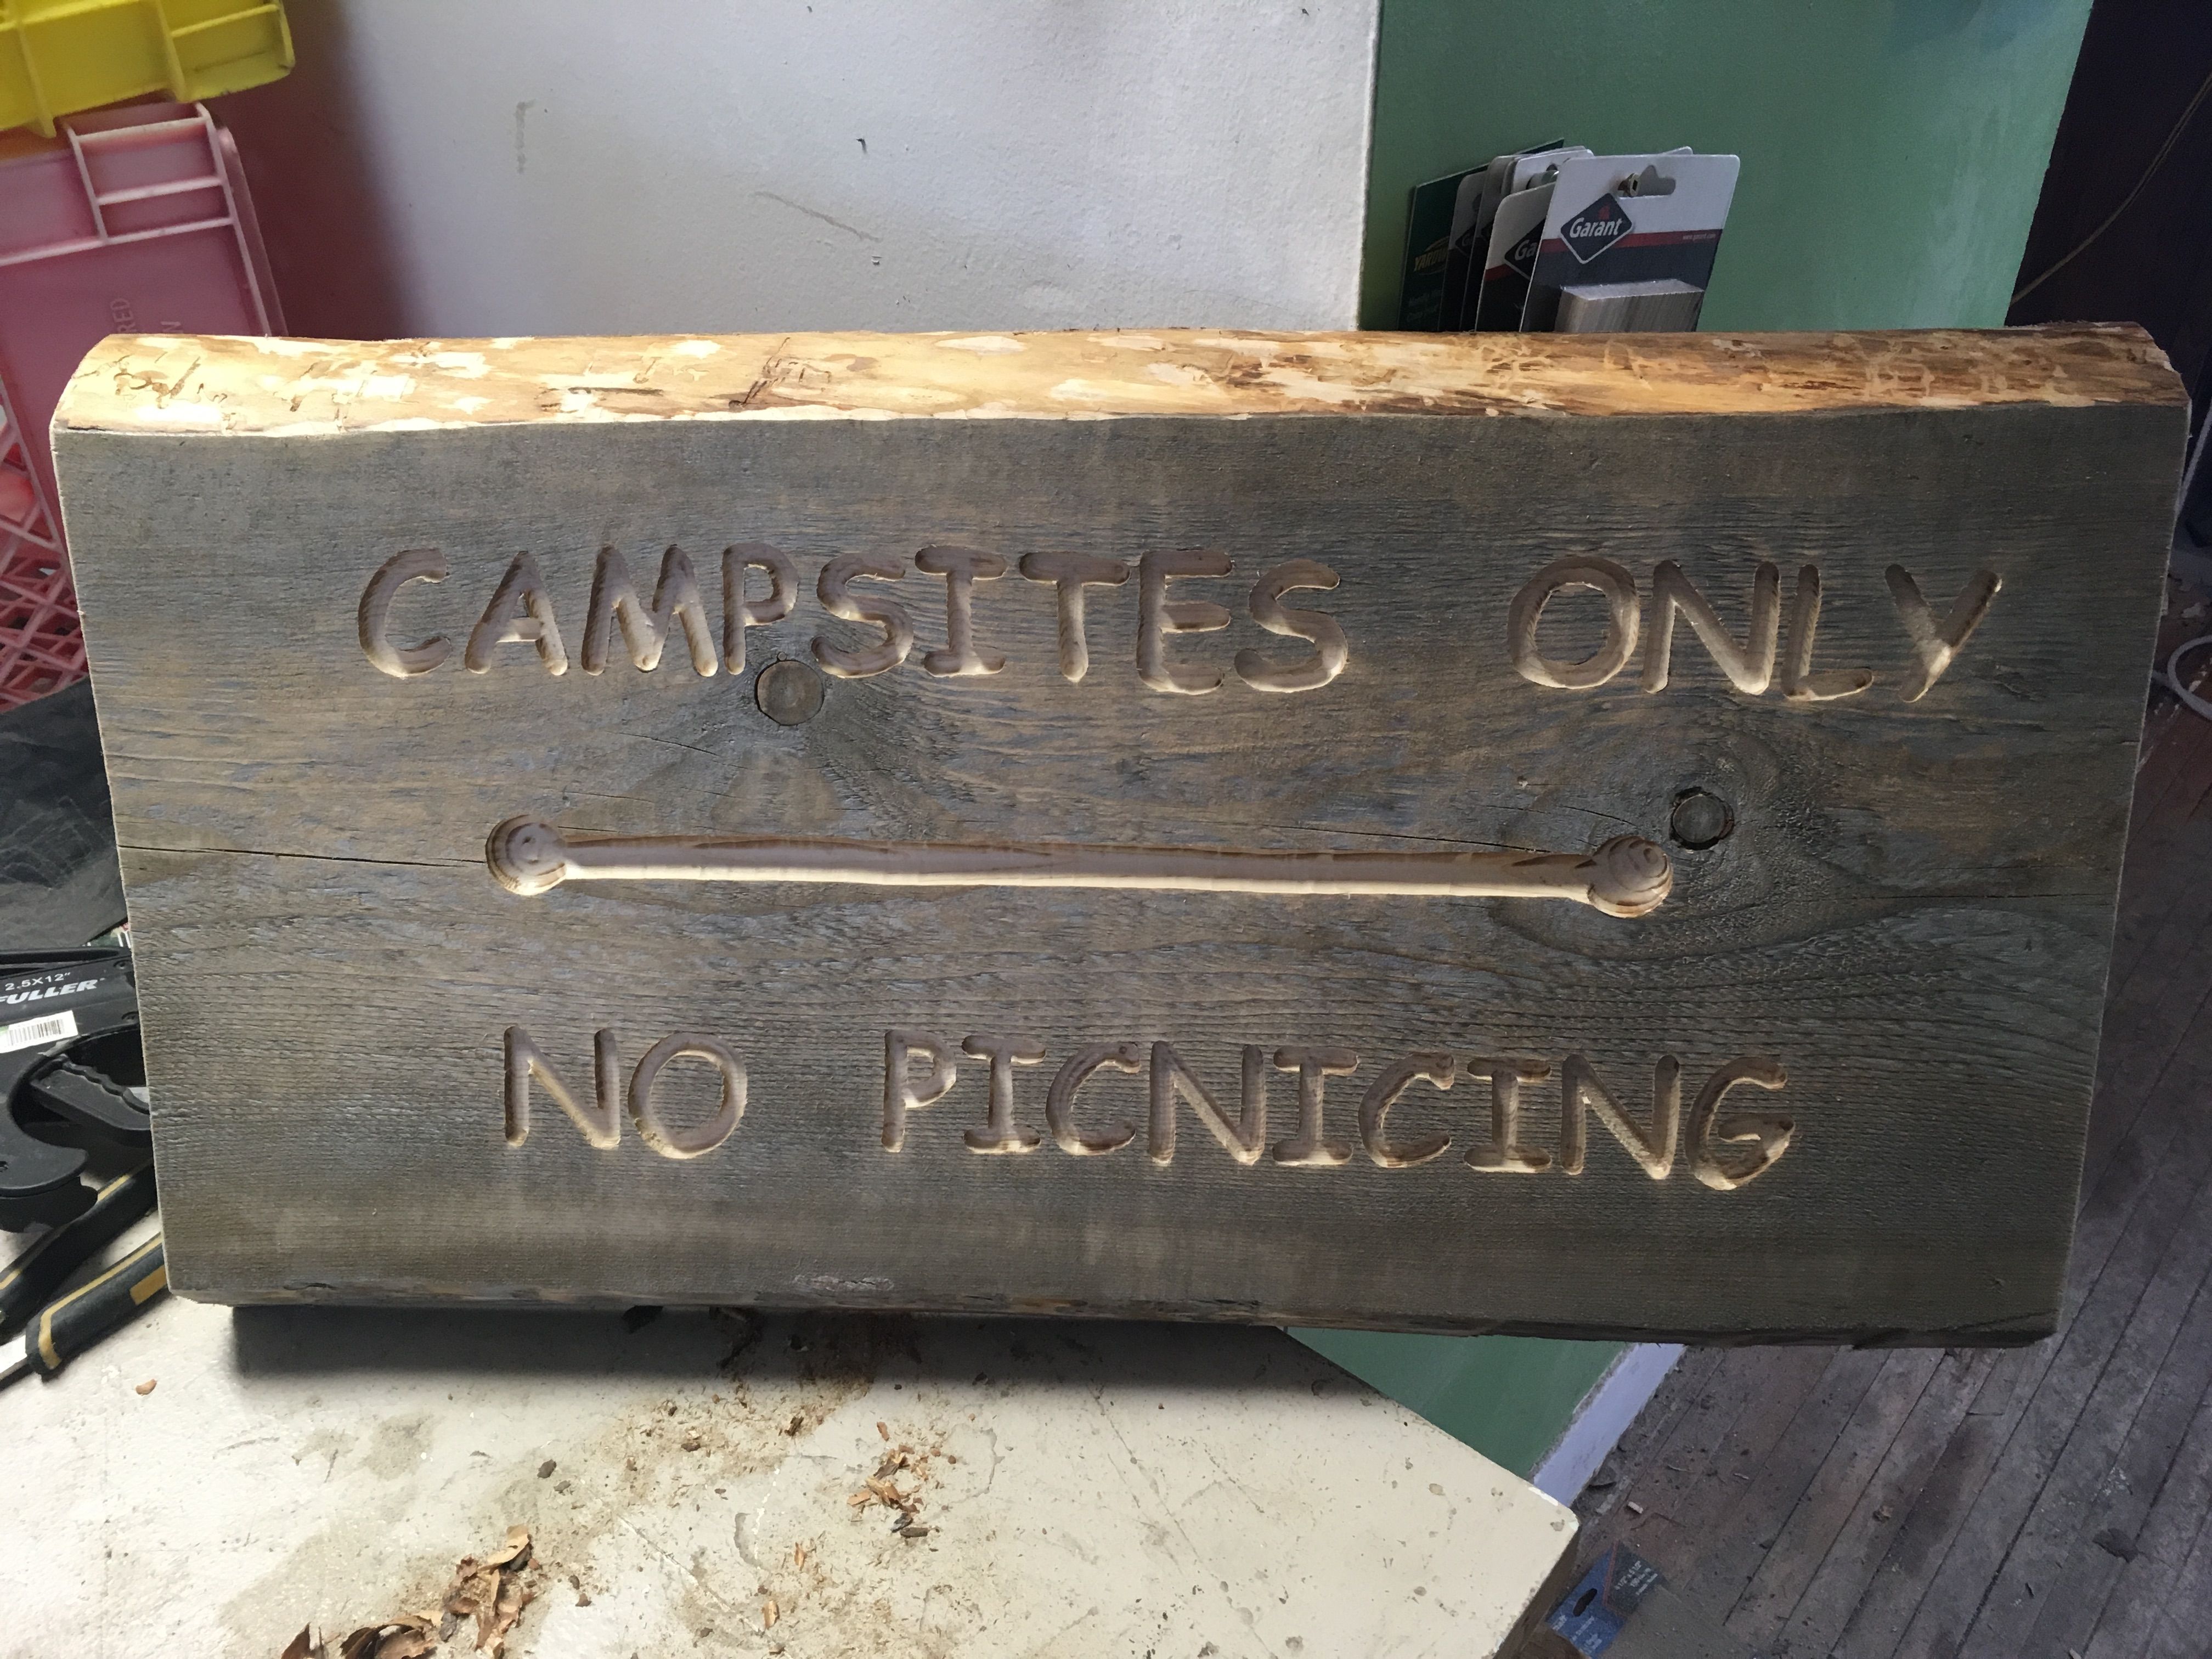 Garant
CAMPSITES ONLY
2.5X12"
FULLER
NO PICNICING